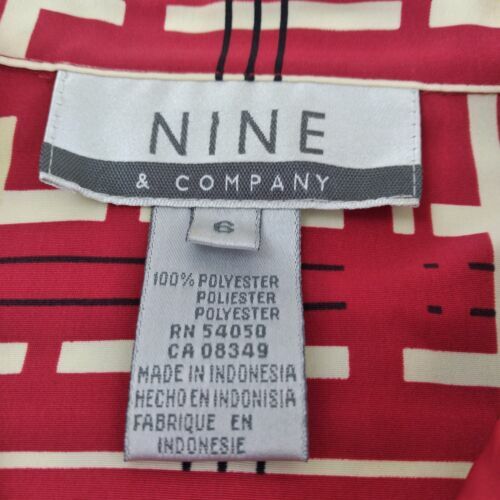 NINE
& COMPANY
6
100% POLYESTER
POLIESTER
POLYESTER
RN 54050
CA 08349
MADE IN INDONESIA
HECHO EN INDONISIA
FABRIQUE EN
INDONESIE